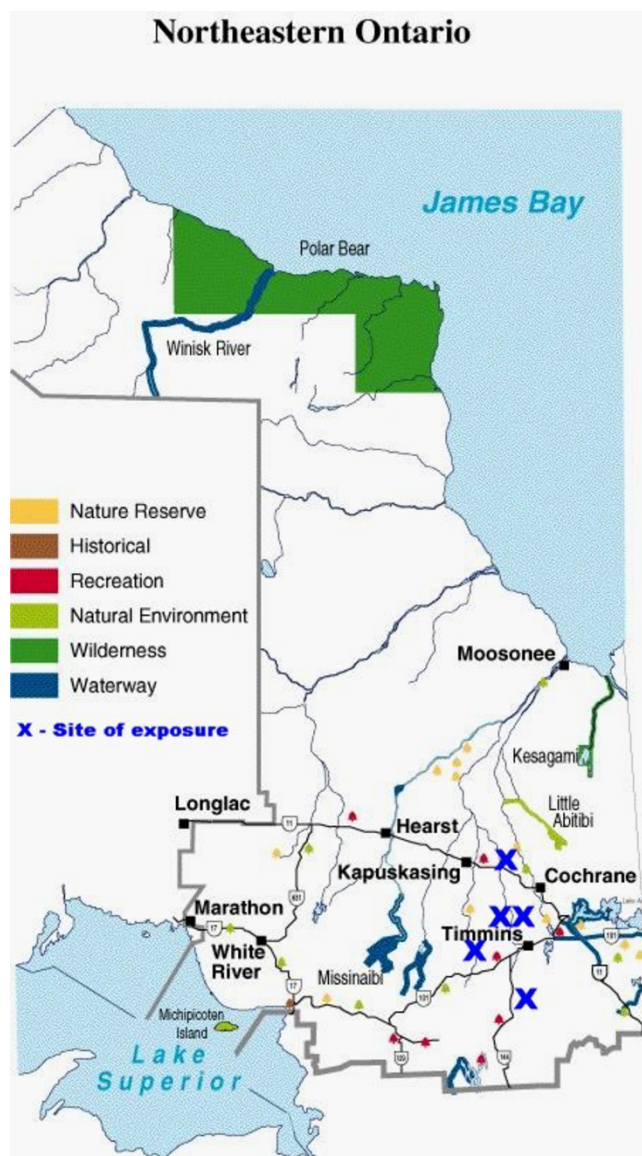 Northeastern Ontario
James Bay
Polar Bear
Winisk River
Nature Reserve
Historical
Recreation
Natural Environment
Wilderness
Waterway
X - Site of exposure
Moosonee
Kesagami
Little
Abitibi
Longlac
11
Hearst
Kapuskasing
X
Cochrane
631
Marathon
17
White
River
X X
Timmins
101
X
11
Missinaibi
17
101
X
Michipicoten
Island
Lake
Superior
129
144